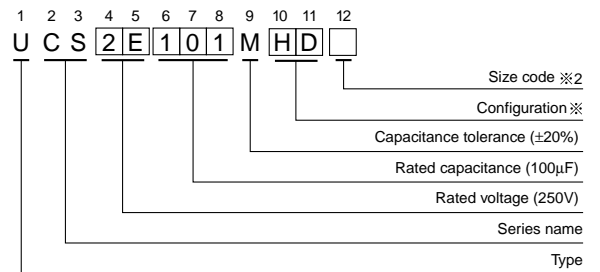 1 2 3 4 5 6 7 8 9 10 11 12
U C S 2 E 1 0 1 M H D
Size code ※2
Configuration※
Capacitance tolerance (±20%)
Rated capacitance (100µF)
Rated voltage (250V)
Series name
Type